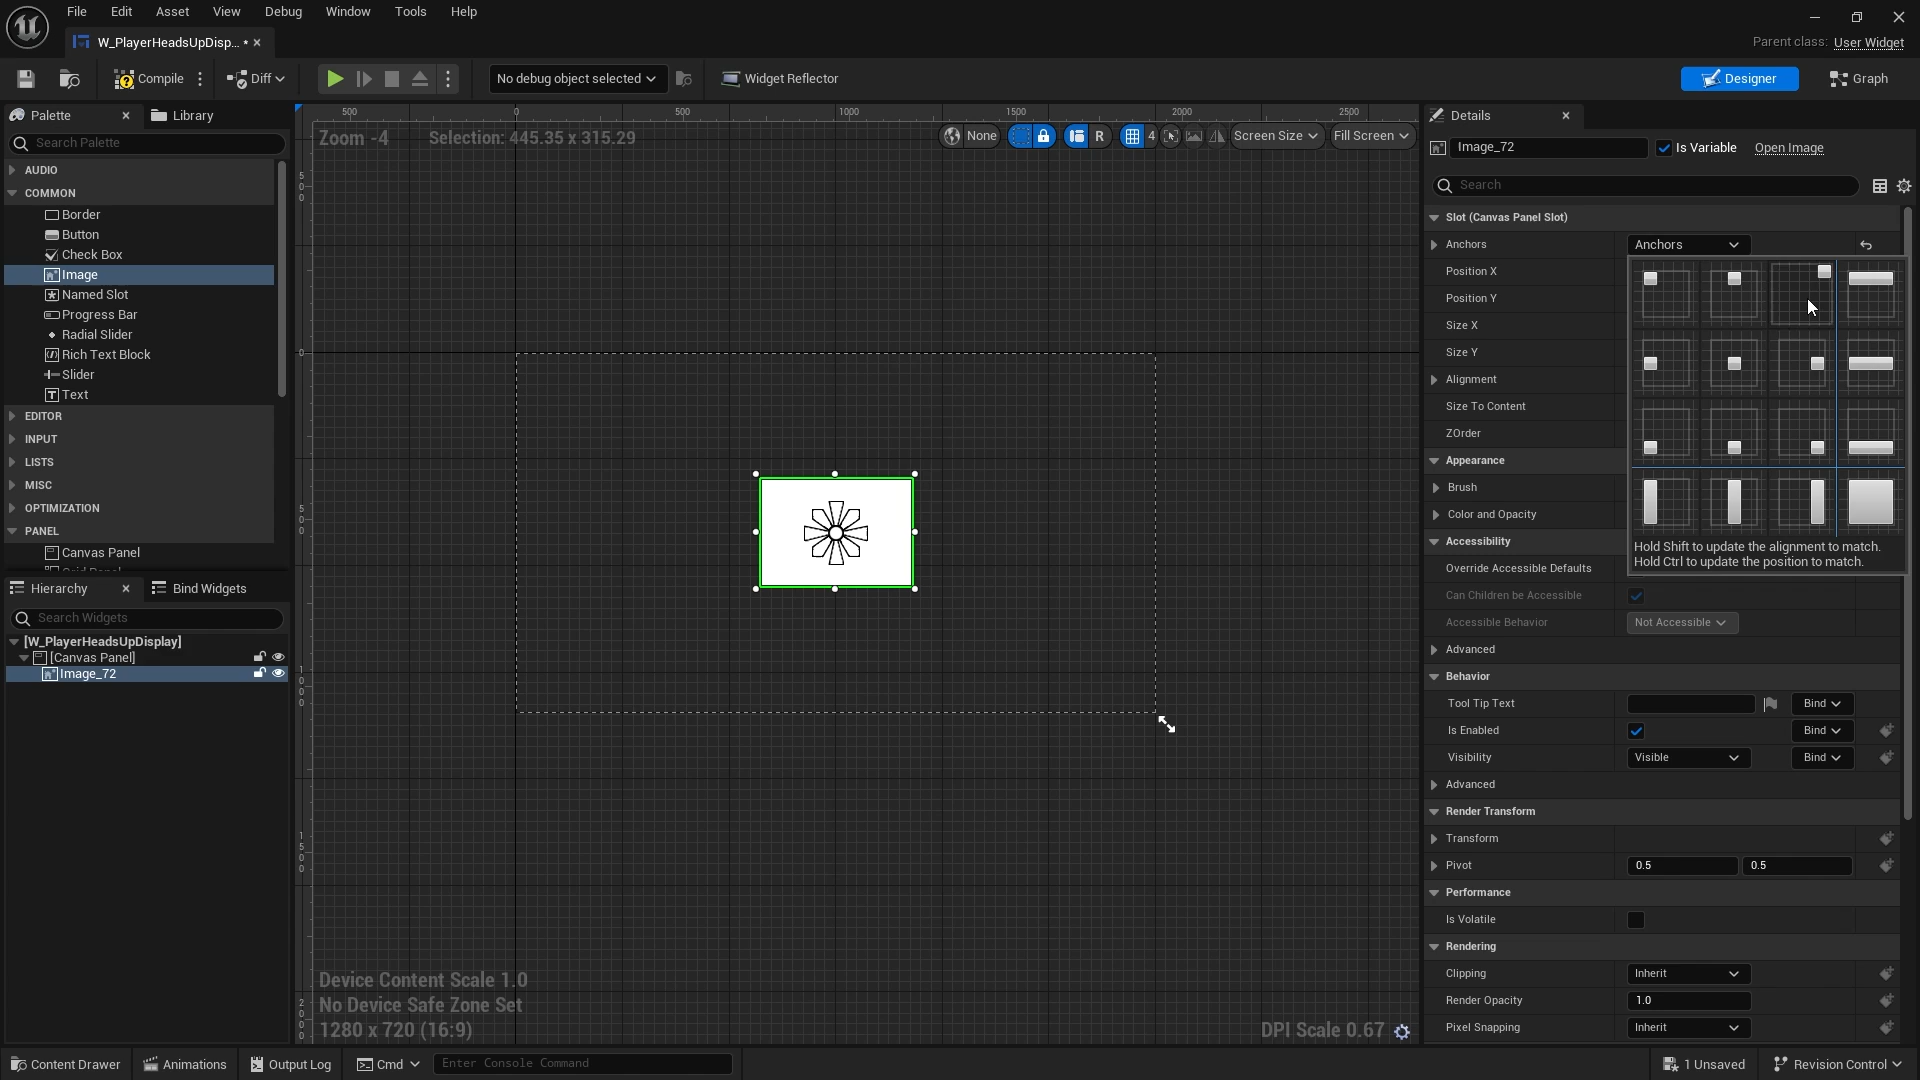 File Edit Asset View Debug Window Tools Help
W_PlayerHeadsUpDisp... *
Parent class: User Widget
Compile
Diff
No debug object selected
Widget Reflector
Designer
Graph
Palette
Library
Search Palette
AUDIO
COMMON
Border
Button
Check Box
Image
Named Slot
Progress Bar
Radial Slider
Rich Text Block
Slider
Text
EDITOR
INPUT
LISTS
MISC
OPTIMIZATION
PANEL
Canvas Panel
Hierarchy
Bind Widgets
Search Widgets
[W_PlayerHeadsUpDisplay]
[Canvas Panel]
Image_72
500 0 500 1000 1500 2000 2500
Zoom -4
Selection: 445.35 x 315.29
None
R
4
Screen Size
Fill Screen
500
0
500
1000
1500
2000
Device Content Scale 1.0
No Device Safe Zone Set
1280 x 720 (16:9)
DPI Scale 0.67
Details
Image_72
Is Variable
Open Image
Search
Slot (Canvas Panel Slot)
Anchors
Anchors
Position X
Position Y
Size X
Size Y
Alignment
Size To Content
ZOrder
Appearance
Brush
Color and Opacity
Accessibility
Hold Shift to update the alignment to match.
Hold Ctrl to update the position to match.
Override Accessible Defaults
Can Children be Accessible
Accessible Behavior
Not Accessible
Advanced
Behavior
Tool Tip Text
Bind
Is Enabled
Bind
Visibility
Visible
Bind
Advanced
Render Transform
Transform
Pivot
0.5
0.5
Performance
Is Volatile
Rendering
Clipping
Inherit
Render Opacity
1.0
Pixel Snapping
Inherit
Content Drawer
Animations
Output Log
Cmd
Enter Console Command
1 Unsaved
Revision Control